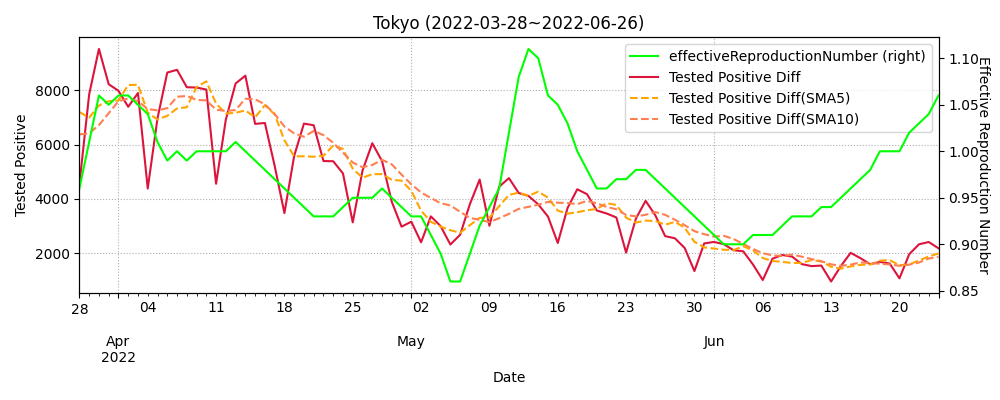 Tokyo (2022-03-28~2022-06-26)
effectiveReproductionNumber (right)
Tested Positive Diff
Tested Positive Diff(SMA5)
Tested Positive Diff(SMA10)
Tested Positive
8000
6000
4000
2000
Effective Reproduction Number
1.10
1.05
1.00
0.95
0.90
0.85
28 04 11 18 25 02 09 16 23 30 06 13 20
Apr May Jun
2022
Date